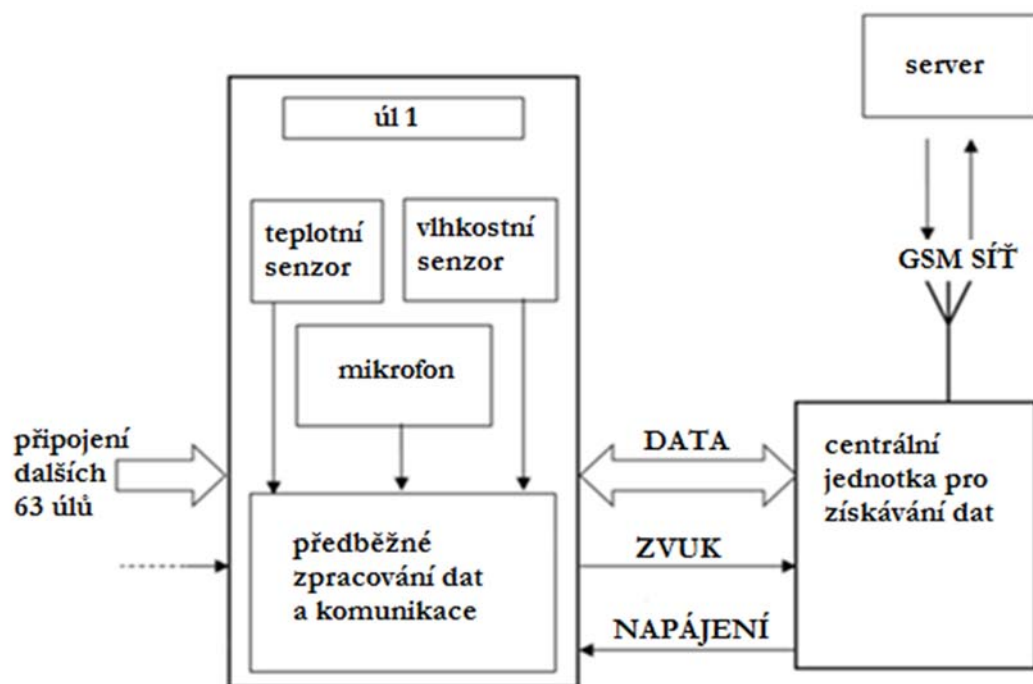 server
úl 1
teplotní
senzor
vlhkostní
senzor
GSM SÍŤ
mikrofon
připojení
dalších
63 úlů
DATA
centrální
jednotka pro
získávání dat
předběžné
zpracování dat
a komunikace
ZVUK
NAPÁJENÍ